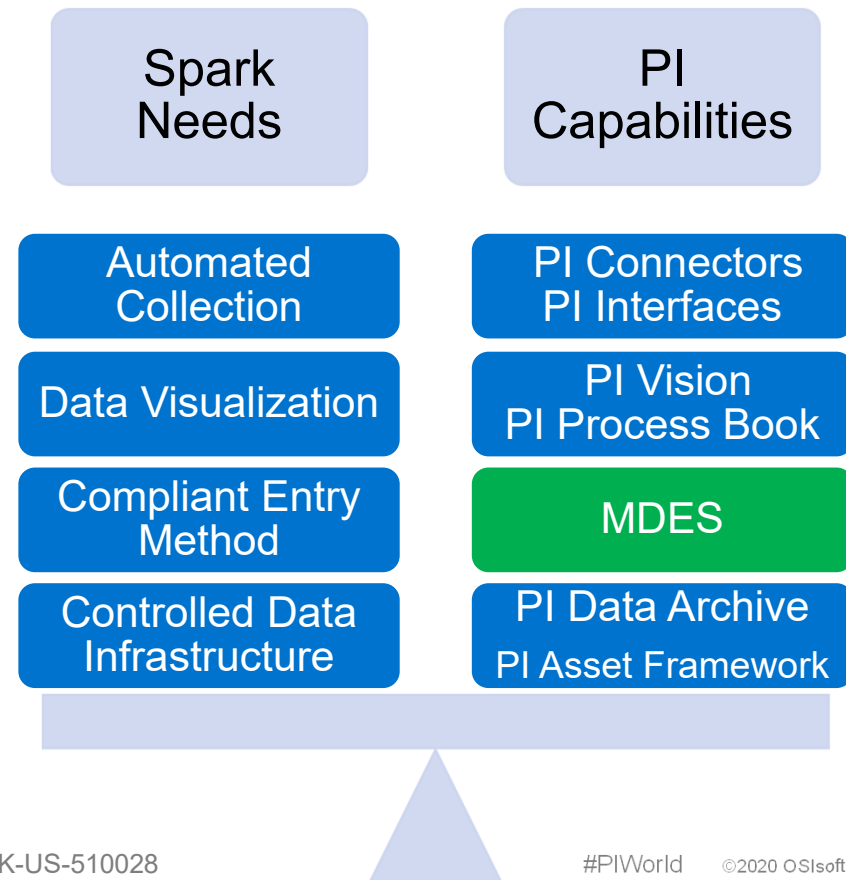 Spark
Needs
PI
Capabilities
Automated
Collection
PI Connectors
PI Interfaces
Data Visualization
PI Vision
PI Process Book
Compliant Entry
Method
MDES
Controlled Data
Infrastructure
PI Data Archive
PI Asset Framework
K-US-510028
#PIWorld ©2020 OSIsoft